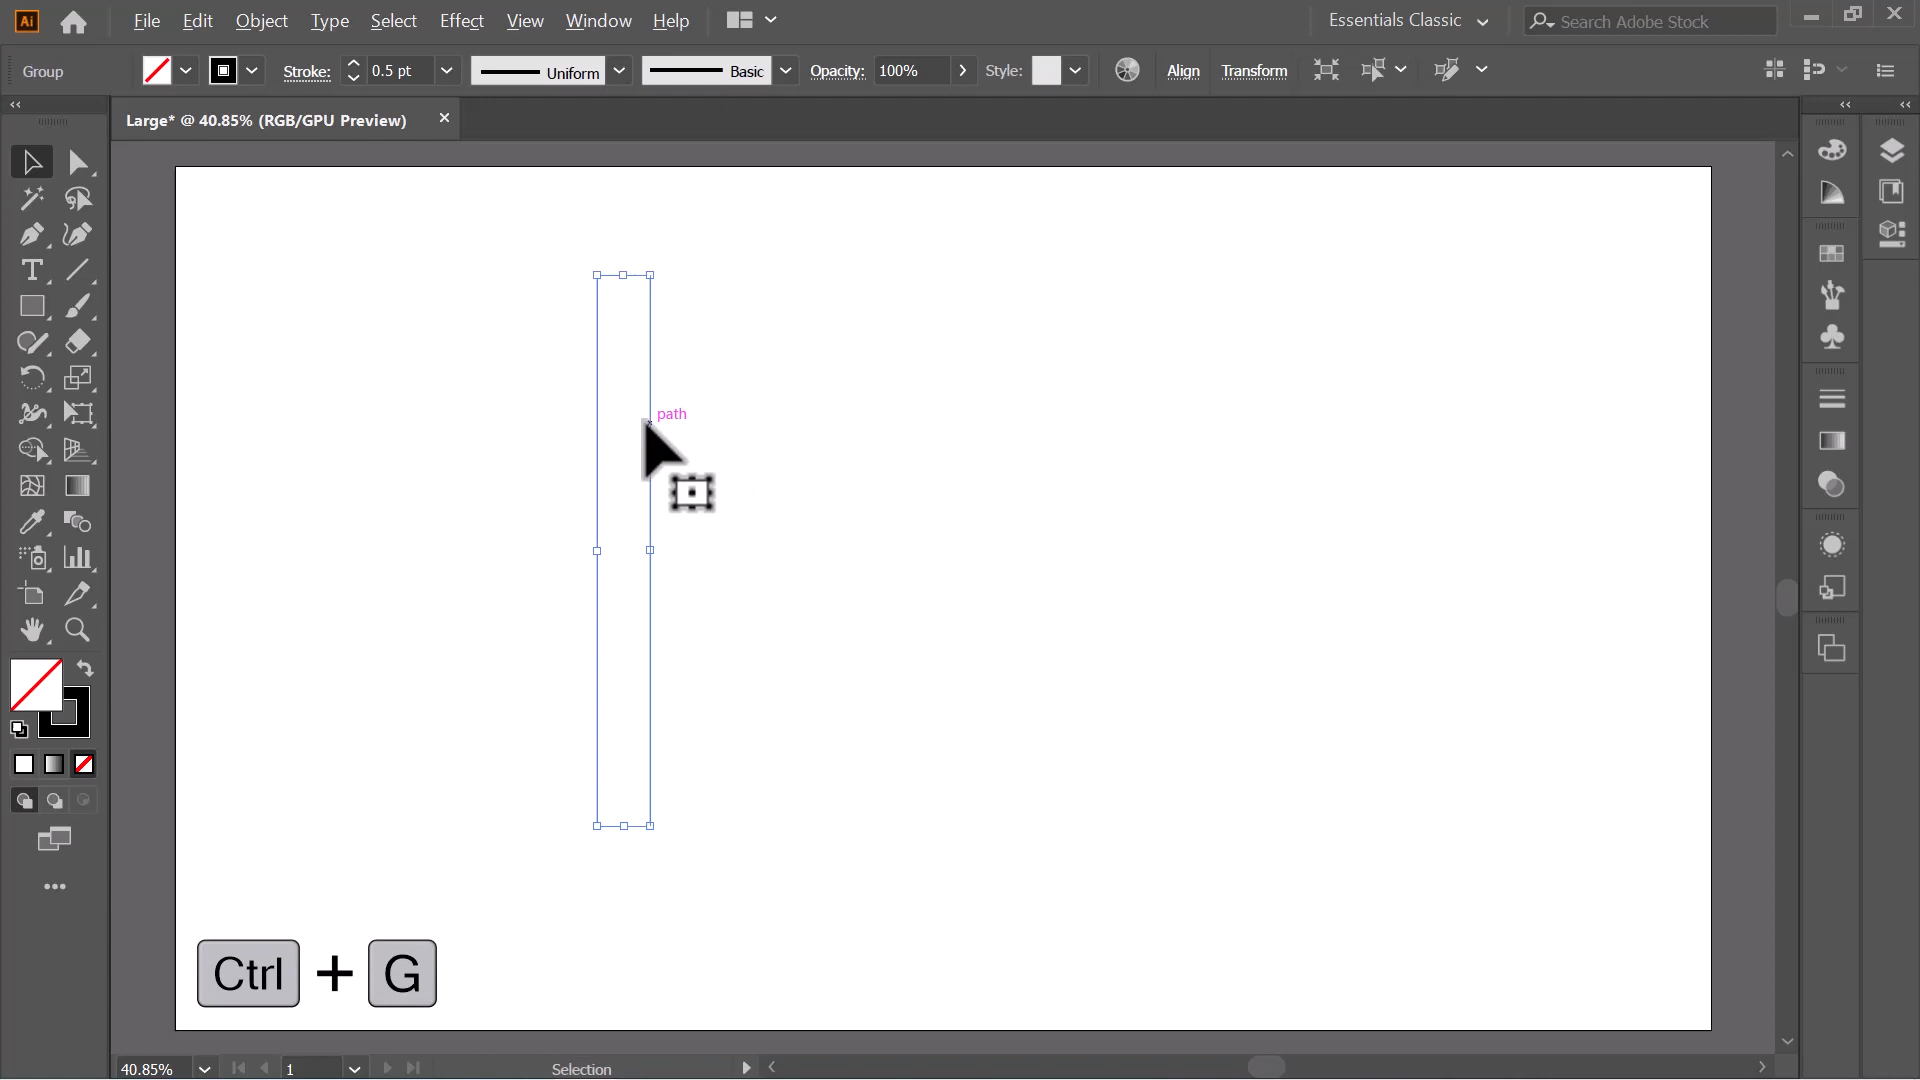 Ai File Edit Object Type Select Effect View Window Help Essentials Classic Search Adobe Stock
Group Stroke: 0.5 pt Uniform Basic Opacity: 100% Style: Align Transform
Large* @ 40.85% (RGB/GPU Preview)
path
Ctrl + G
40.85% 1 Selection